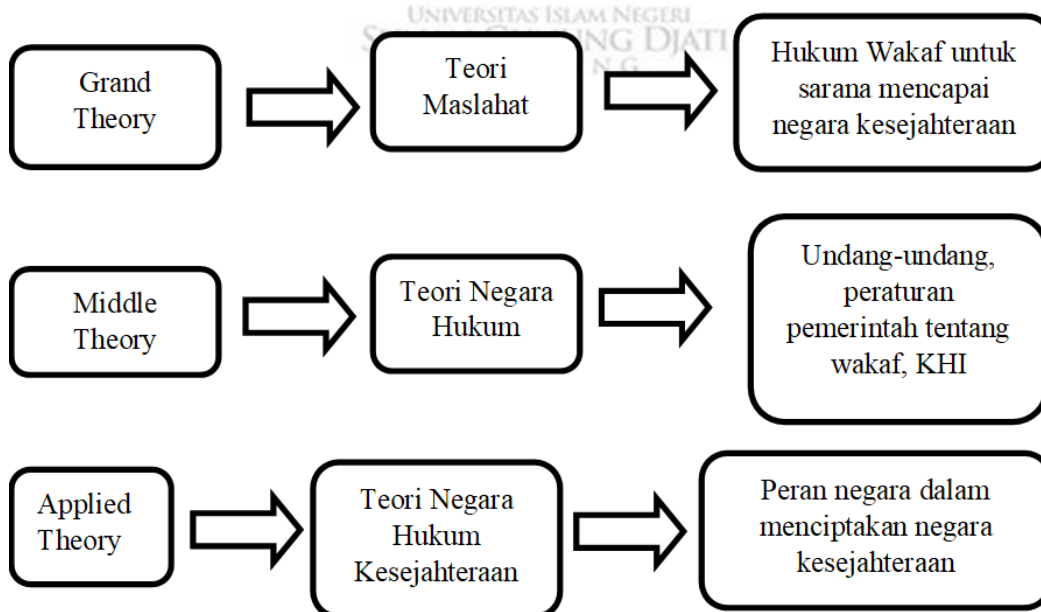 UNIVERSITAS ISLAM NEGERI
Grand
Theory
Teori
Maslahat
Hukum Wakaf untuk
sarana mencapai
negara kesejahteraan
Middle
Theory
Teori Negara
Hukum
Undang-undang,
peraturan
pemerintah tentang
wakaf, KHI
Applied
Theory
Teori Negara
Hukum
Kesejahteraan
Peran negara dalam
menciptakan negara
kesejahteraan